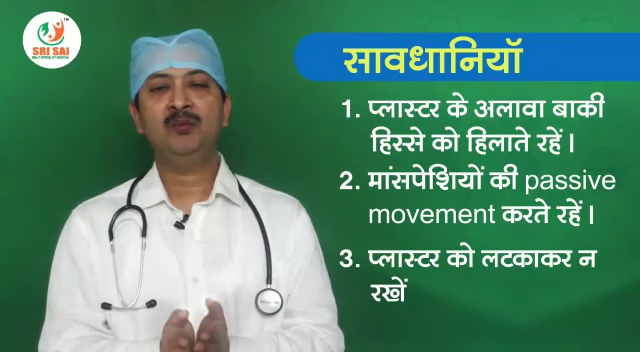 SRI SAI
सावधानियॉ
1. प्लास्टर के अलावा बाकी
हिस्से को हिलाते रहें।
2. मांसपेशियों की passive
movement करते रहें।
3. प्लास्टर को लटकाकर न
रखें